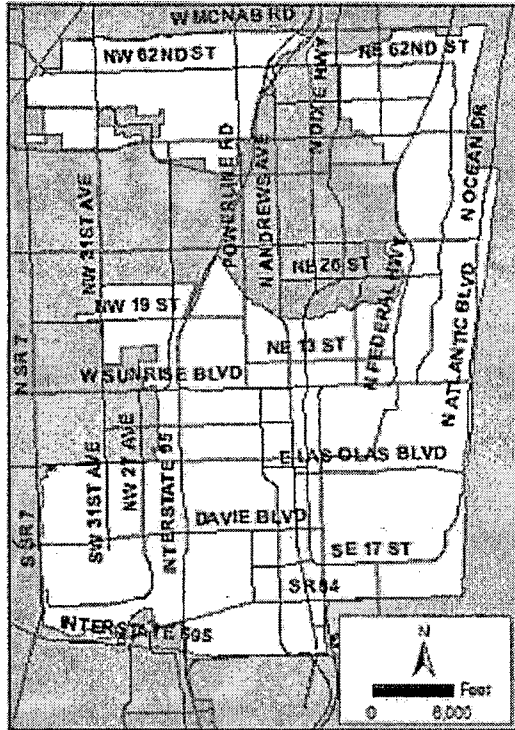 W MCNAB RD
NW 62ND ST
NE 62ND ST
N DIXIE HWY
N OCEAN DR
POWERLINE RD
N ANDREWS AVE
NW 31ST AVE
NE 26 ST
NW 19 ST
N FEDERAL HWY
N ATLANTIC BLVD
NE 13 ST
N SR 7
W SUNRISE BLVD
NW 27 AVE
INTERSTATE 95
E LAS OLAS BLVD
SW 31ST AVE
DAVIE BLVD
S SR 7
SE 17 ST
SR 84
INTERSTATE 595
N
Feet
0 6,000